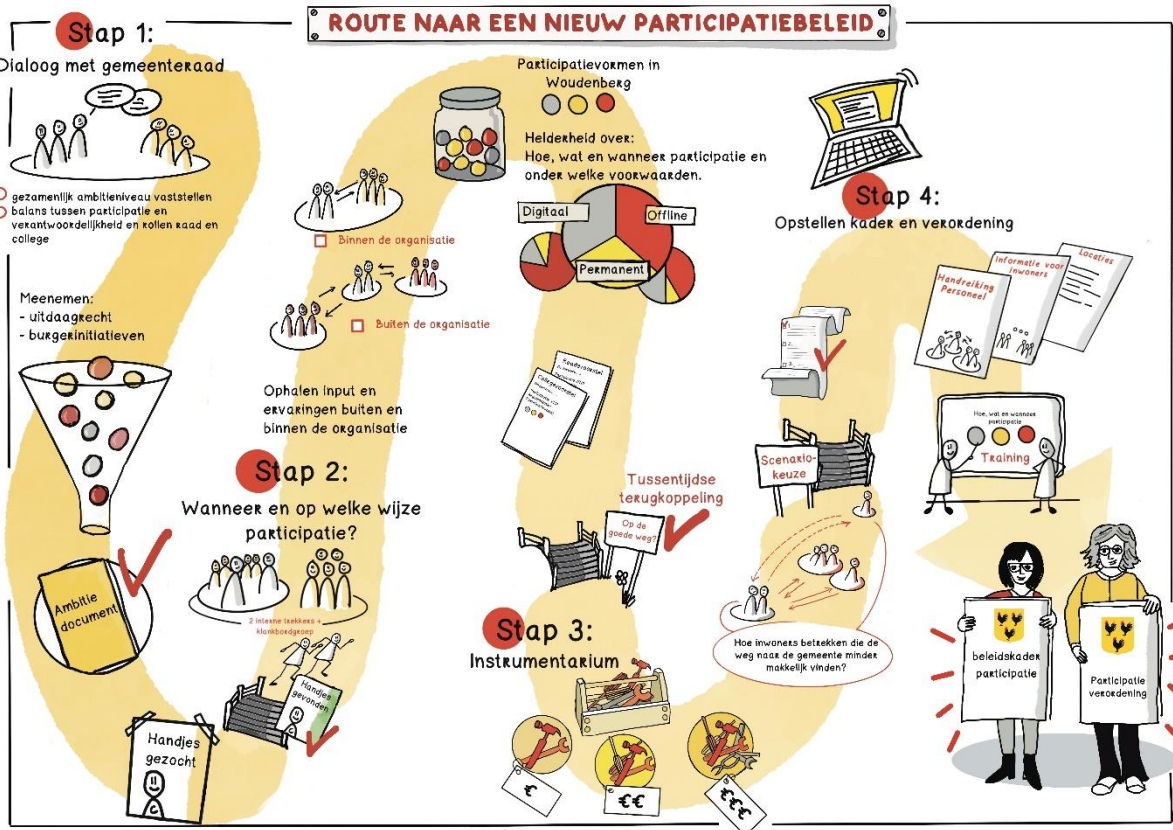 ROUTE NAAR EEN NIEUW PARTICIPATIEBELEID
Stap 1:
Dialoog met gemeenteraad
gezamenlijk ambitieniveau vaststellen
balans tussen participatie en
verantwoordelijkheid en rollen raad en
college
Meenemen:
- uitdaagrecht
- burgerinitiatieven
Ambitie
document
Handjes
gezocht
Handjes
gevonden
Stap 2:
Wanneer en op welke wijze
participatie?
2 interne trekkers +
klankbordgroep
Ophalen input en
ervaringen buiten en
binnen de organisatie
Binnen de organisatie
Buiten de organisatie
Participatievormen in
Woudenberg
Helderheid over:
Hoe, wat en wanneer participatie en
onder welke voorwaarden.
Digitaal
Offline
Permanent
Raadsvoorstel
Collegevoorstel
Tussentijdse
terugkoppeling
Op de
goede weg?
Stap 3:
Instrumentarium
€
€€
€€€
Hoe inwoners betrekken die de
weg naar de gemeente minder
makkelijk vinden?
Scenario-
keuze
Stap 4:
Opstellen kader en verordening
Handreiking
Personeel
Informatie voor
inwoners
Locaties
Hoe, wat en wanneer
participatie
Training
beleidskader
participatie
Participatie
verordening